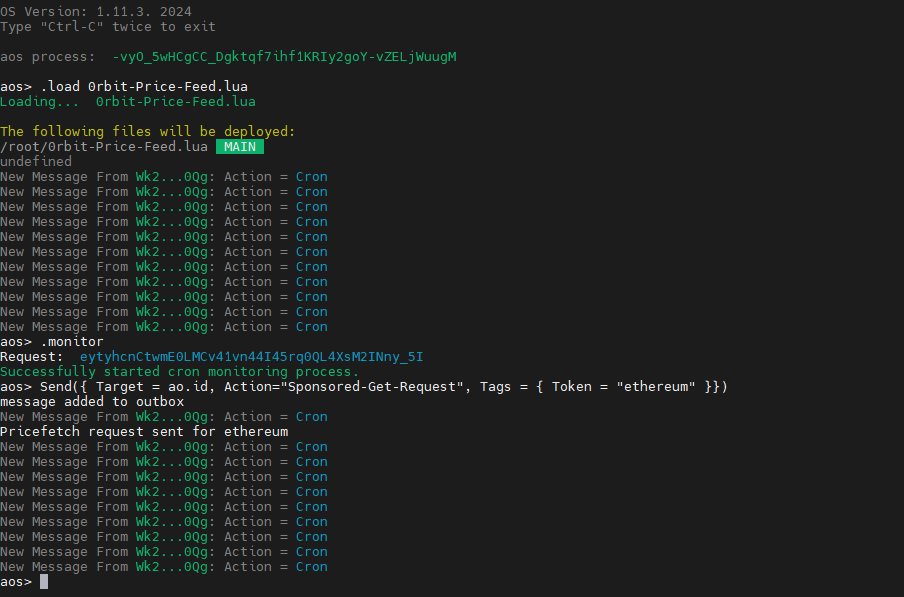 OS Version: 1.11.3. 2024
Type "Ctrl-C" twice to exit
aos process:  -vyO_5wHCgCC_Dgktqf7ihf1KRIy2goY-vZELjWuugM
aos> .load 0rbit-Price-Feed.lua
Loading...  0rbit-Price-Feed.lua
The following files will be deployed:
/root/0rbit-Price-Feed.lua  MAIN
undefined
New Message From Wk2...0Qg: Action = Cron
New Message From Wk2...0Qg: Action = Cron
New Message From Wk2...0Qg: Action = Cron
New Message From Wk2...0Qg: Action = Cron
New Message From Wk2...0Qg: Action = Cron
New Message From Wk2...0Qg: Action = Cron
New Message From Wk2...0Qg: Action = Cron
New Message From Wk2...0Qg: Action = Cron
New Message From Wk2...0Qg: Action = Cron
New Message From Wk2...0Qg: Action = Cron
New Message From Wk2...0Qg: Action = Cron
aos> .monitor
Request:  eytyhcnCtwmE0LMCv41vn44I45rq0QL4XsM2INny_5I
Successfully started cron monitoring process.
aos> Send({ Target = ao.id, Action="Sponsored-Get-Request", Tags = { Token = "ethereum" }})
message added to outbox
New Message From Wk2...0Qg: Action = Cron
Pricefetch request sent for ethereum
New Message From Wk2...0Qg: Action = Cron
New Message From Wk2...0Qg: Action = Cron
New Message From Wk2...0Qg: Action = Cron
New Message From Wk2...0Qg: Action = Cron
New Message From Wk2...0Qg: Action = Cron
New Message From Wk2...0Qg: Action = Cron
New Message From Wk2...0Qg: Action = Cron
New Message From Wk2...0Qg: Action = Cron
New Message From Wk2...0Qg: Action = Cron
aos>